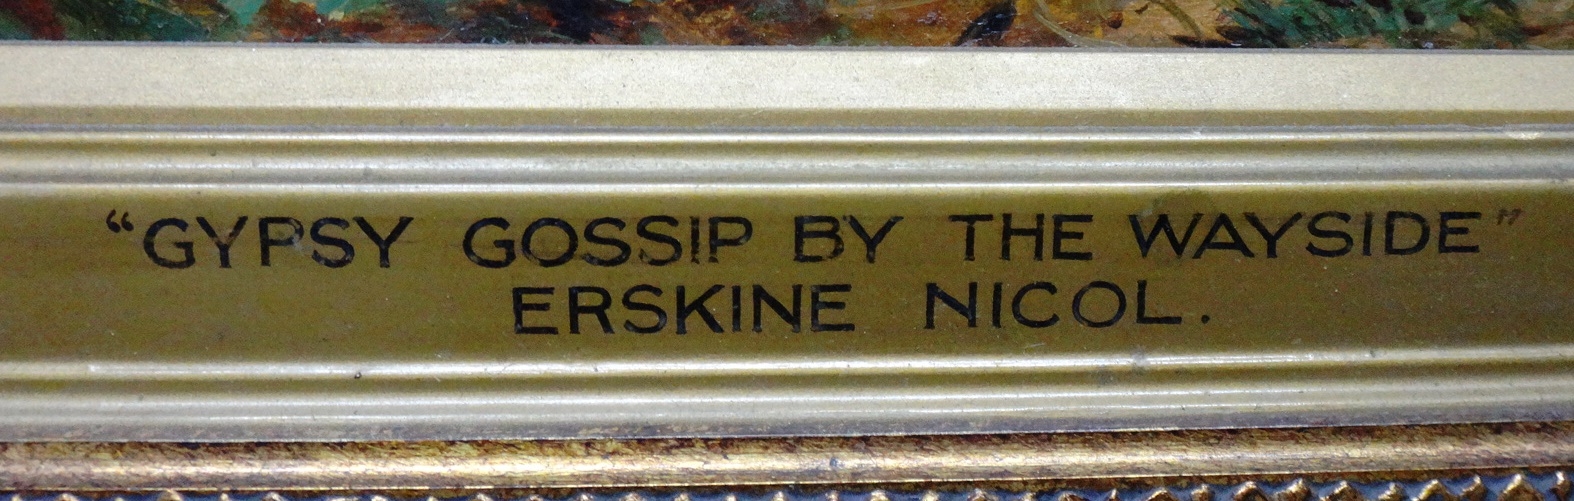 “GYPSY GOSSIP BY THE WAYSIDE”
ERSKINE NICOL.